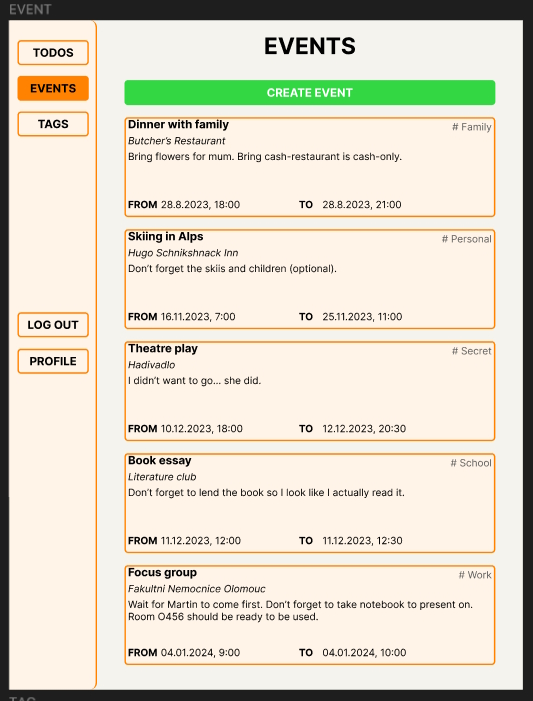 EVENT
TODOS
EVENTS
TAGS
LOG OUT
PROFILE
EVENTS
CREATE EVENT
Dinner with family
# Family
Butcher's Restaurant
Bring flowers for mum. Bring cash-restaurant is cash-only.
FROM 28.8.2023, 18:00 TO 28.8.2023, 21:00
Skiing in Alps
# Personal
Hugo Schnikshnack Inn
Don't forget the skiis and children (optional).
FROM 16.11.2023, 7:00 TO 25.11.2023, 11:00
Theatre play
# Secret
Hadivadlo
I didn't want to go... she did.
FROM 10.12.2023, 18:00 TO 12.12.2023, 20:30
Book essay
# School
Literature club
Don't forget to lend the book so I look like I actually read it.
FROM 11.12.2023, 12:00 TO 11.12.2023, 12:30
Focus group
# Work
Fakultni Nemocnice Olomouc
Wait for Martin to come first. Don't forget to take notebook to present on.
Room O456 should be ready to be used.
FROM 04.01.2024, 9:00 TO 04.01.2024, 10:00